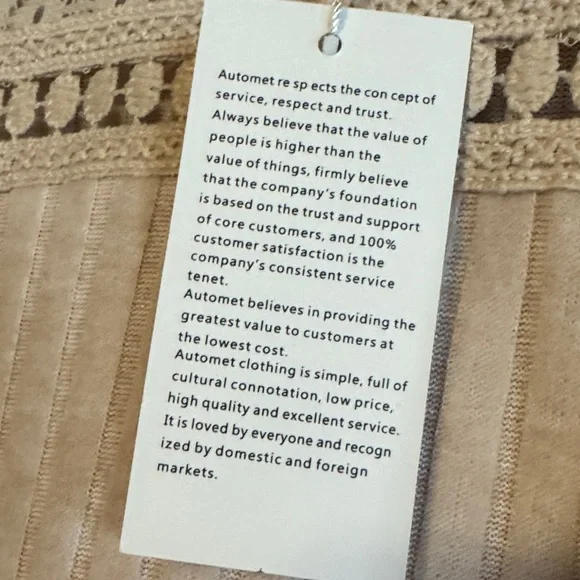 Automet re sp ects the con cept of
service, respect and trust.
Always believe that the value of
people is higher than the
value of things, firmly believe
that the company's foundation
is based on the trust and support
of core customers, and 100%
customer satisfaction is the
company's consistent service
tenet.
Automet believes in providing the
greatest value to customers at
the lowest cost.
Automet clothing is simple, full of
cultural connotation, low price,
high quality and excellent service.
It is loved by everyone and recogn
ized by domestic and foreign
markets.